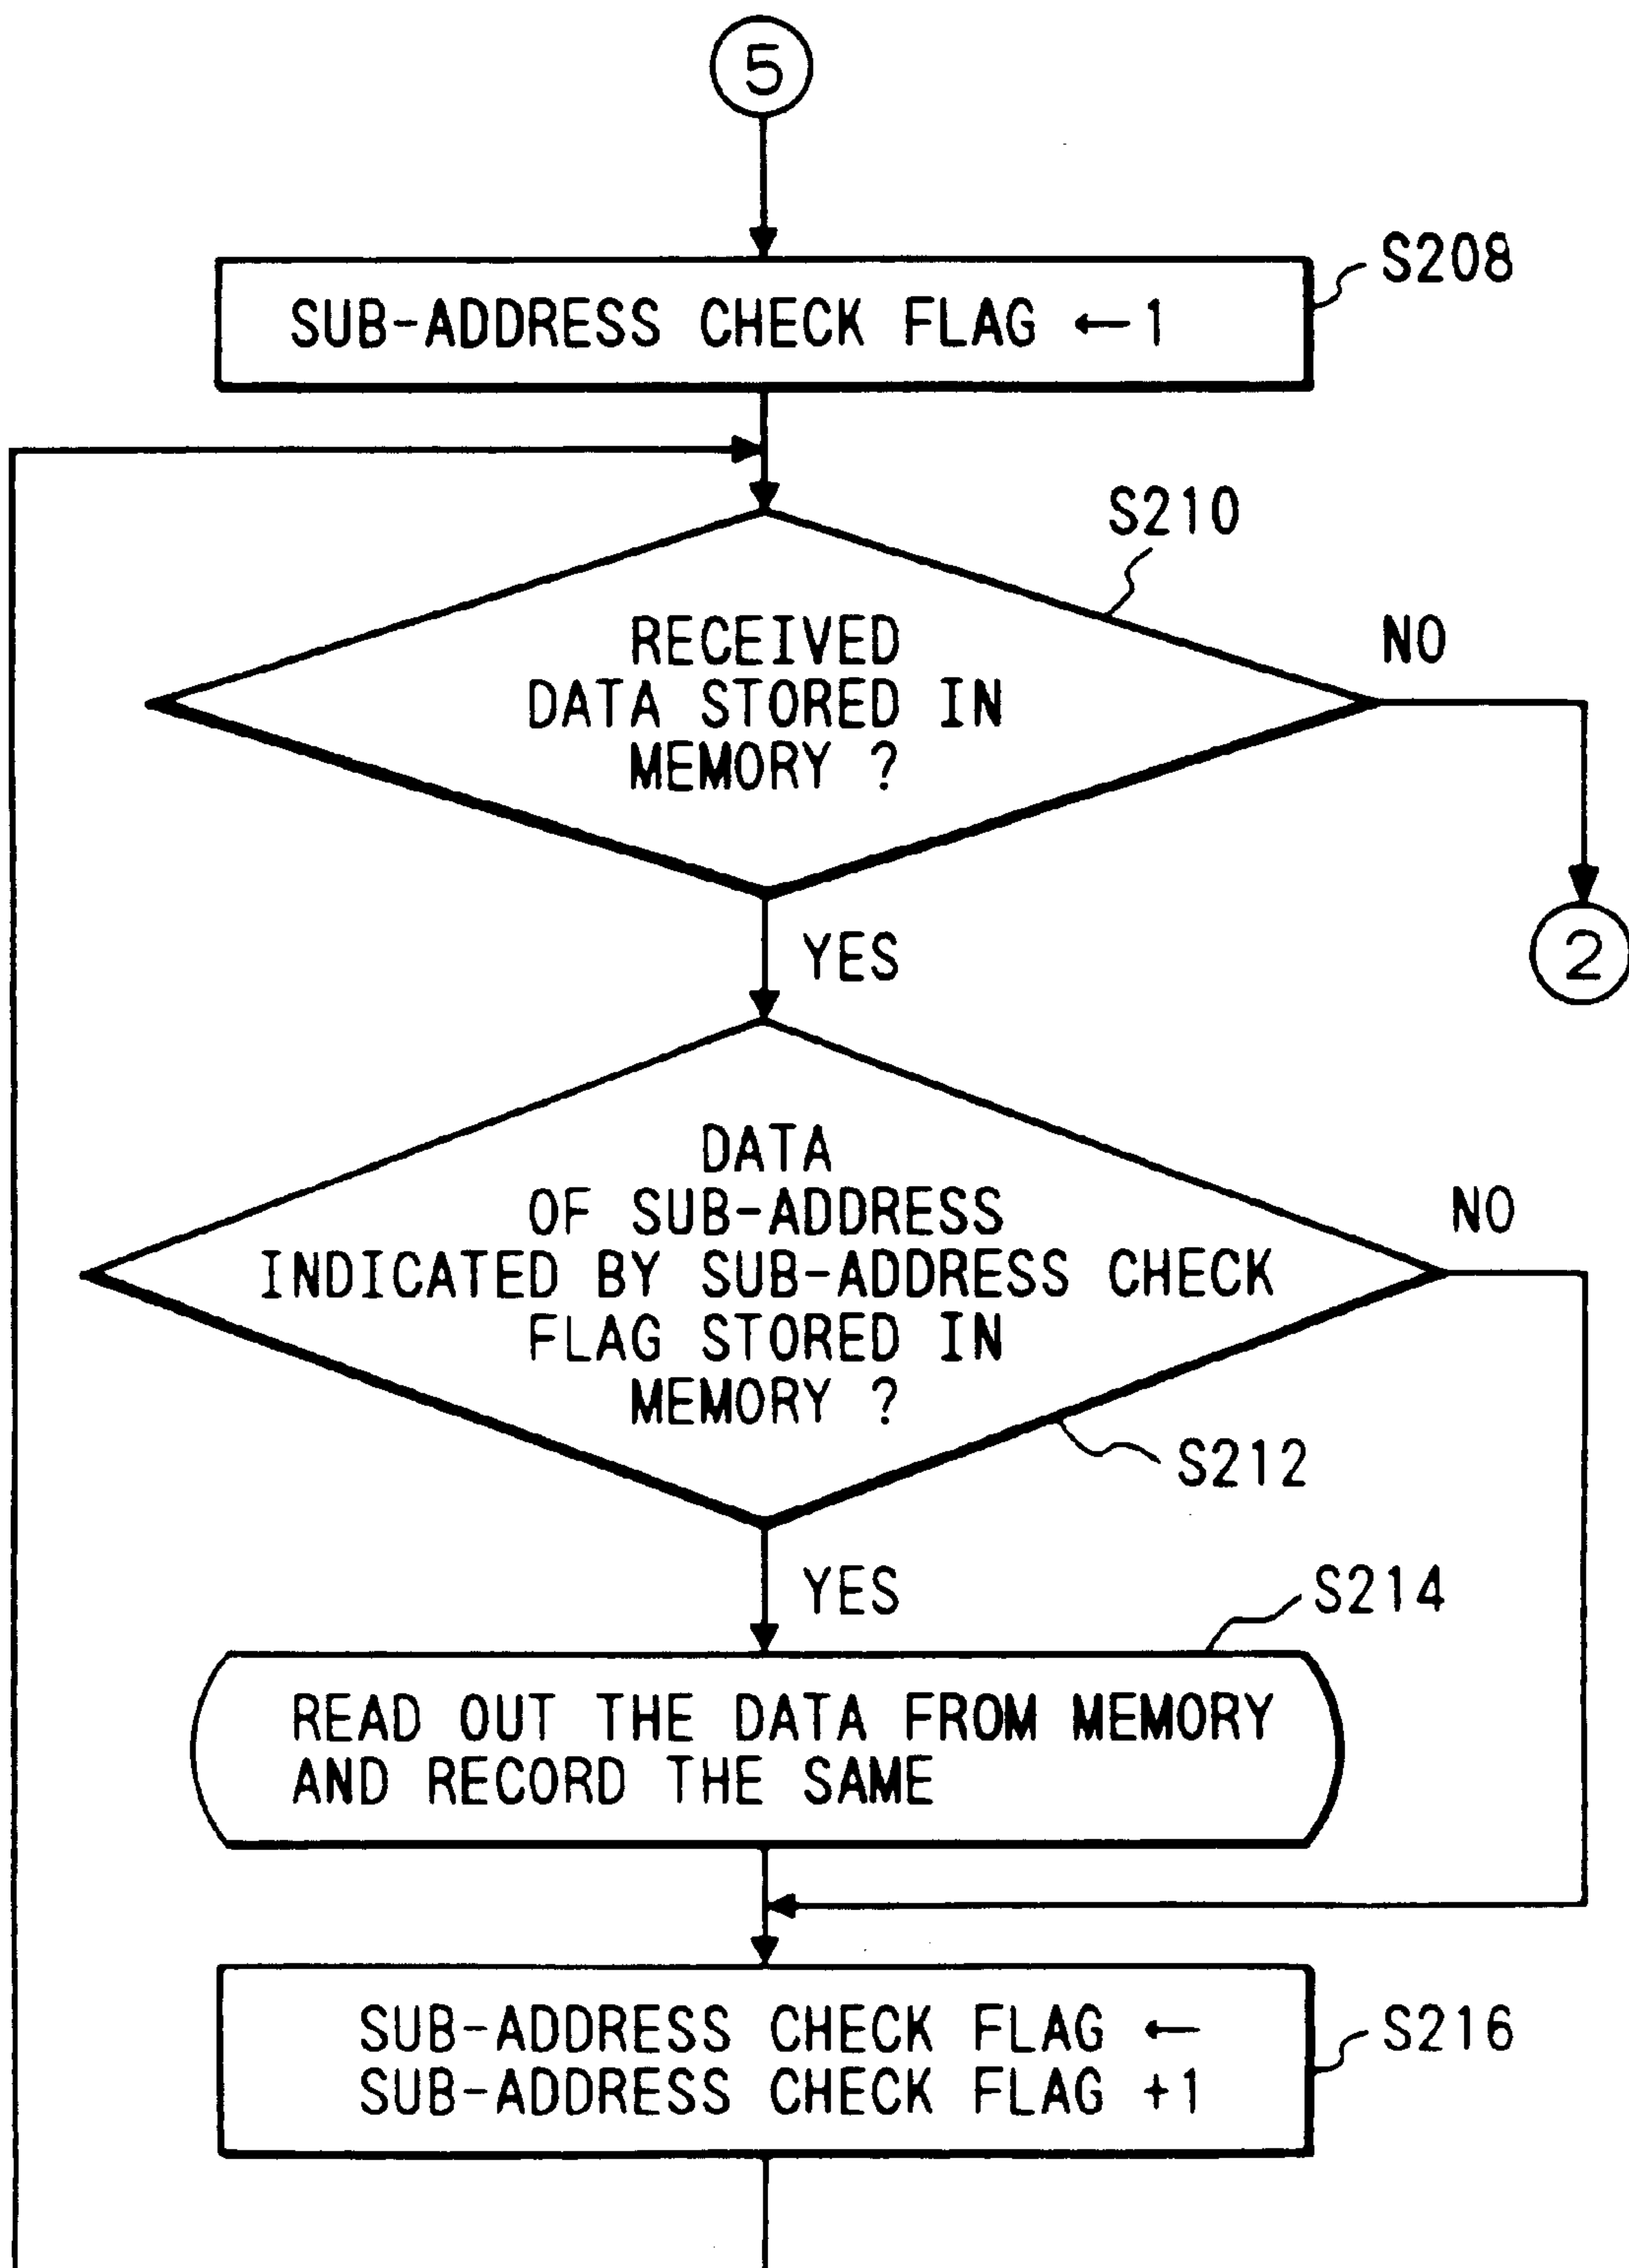 5
SUB-ADDRESS CHECK FLAG ←1
S208
S210
RECEIVED
DATA STORED IN
MEMORY ?
NO
2
YES
DATA
OF SUB-ADDRESS
INDICATED BY SUB-ADDRESS CHECK
FLAG STORED IN
MEMORY ?
NO
S212
YES
S214
READ OUT THE DATA FROM MEMORY
AND RECORD THE SAME
SUB-ADDRESS CHECK FLAG ←
SUB-ADDRESS CHECK FLAG +1
S216